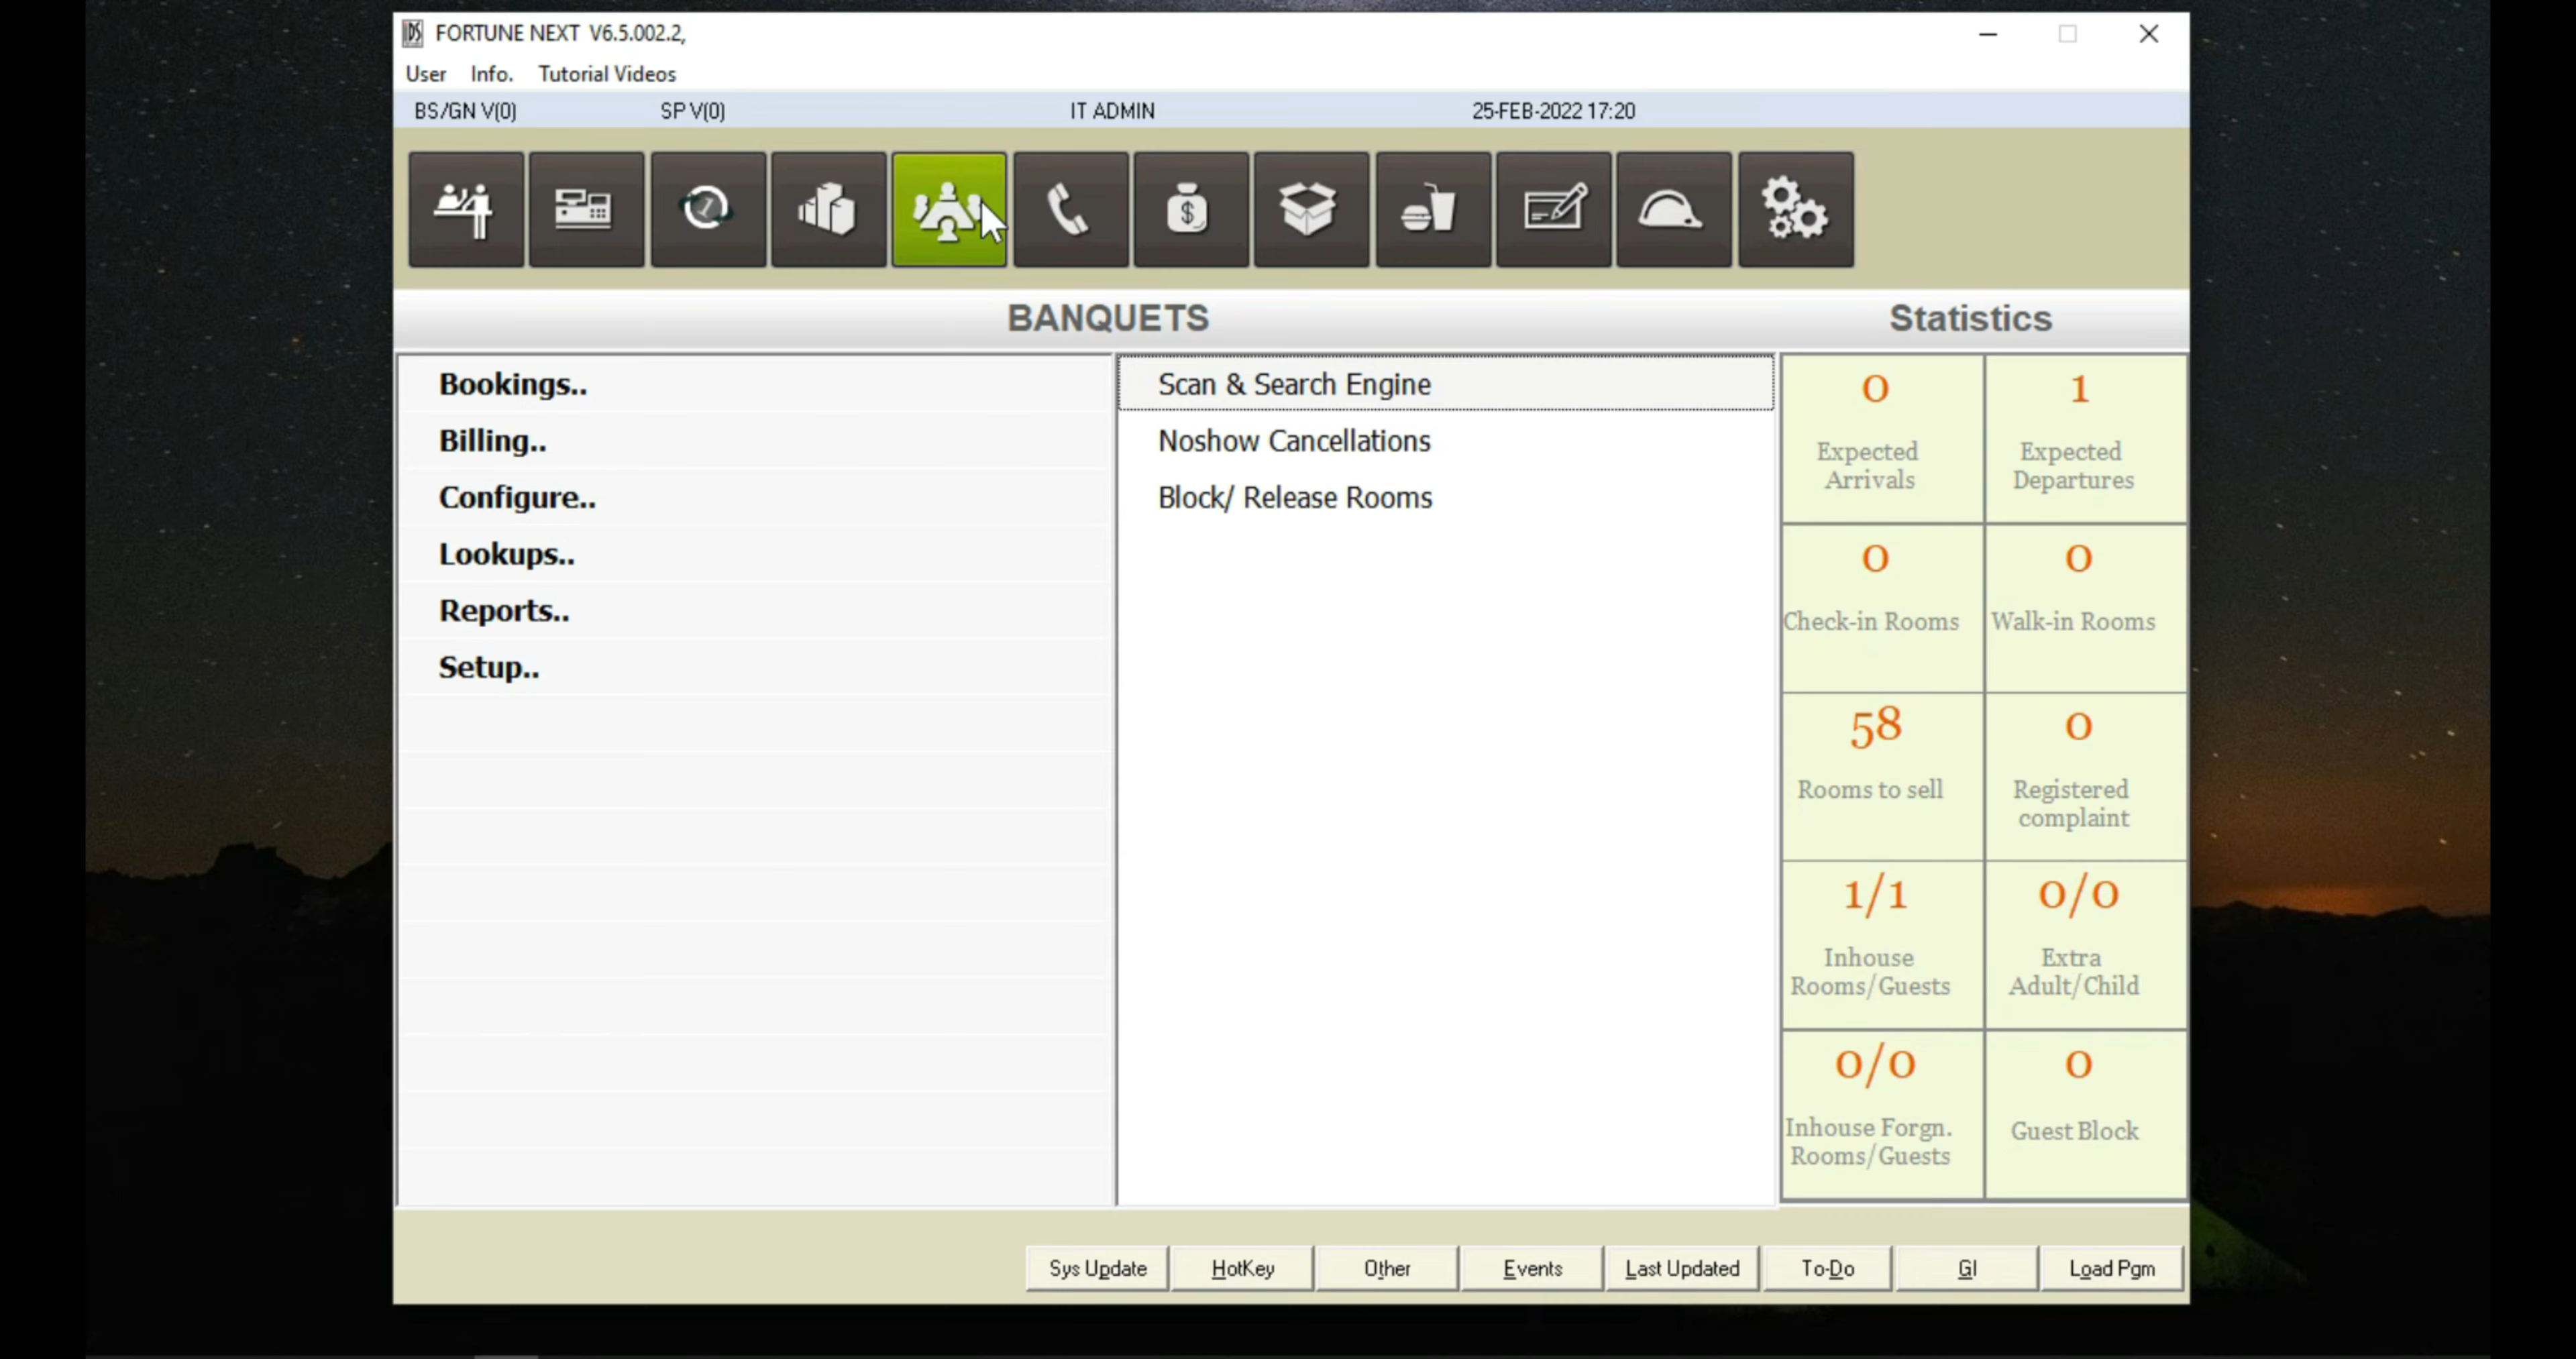 IDS
FORTUNE NEXT V6.5.002.2,
User Info. Tutorial Videos
BS/GN V(0) SP V(0) IT ADMIN 25-FEB-2022 17:20
$
BANQUETS
Bookings..
Billing..
Configure..
Lookups..
Reports..
Setup..
Scan & Search Engine
Noshow Cancellations
Block/ Release Rooms
Statistics
0
Expected
Arrivals
1
Expected
Departures
0
Check-in Rooms
0
Walk-in Rooms
58
Rooms to sell
0
Registered
complaint
1/1
Inhouse
Rooms/Guests
0/0
Extra
Adult/Child
0/0
Inhouse Forgn.
Rooms/Guests
0
Guest Block
Sys Update HotKey Other Events Last Updated To-Do GI Load Pgm